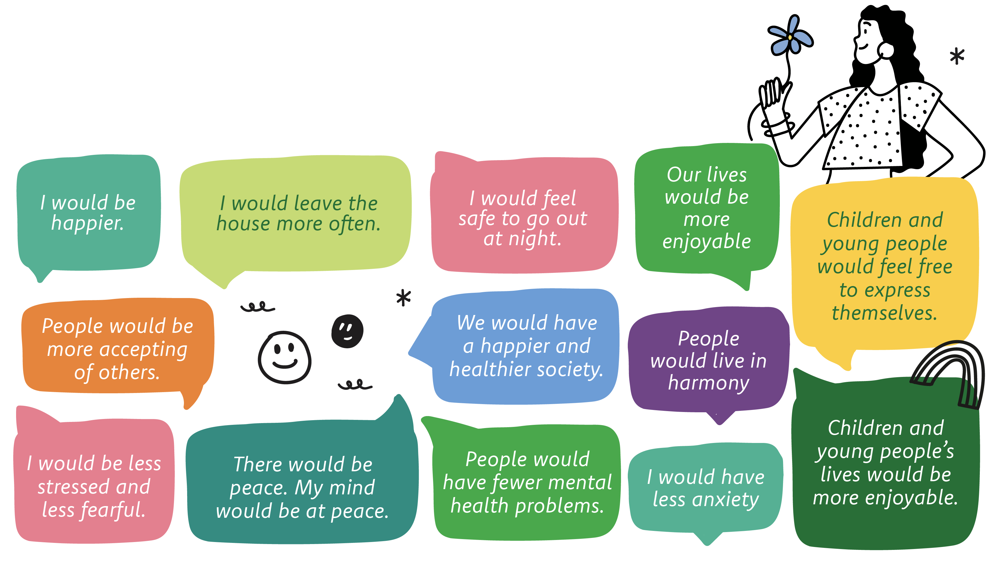 I would be
happier.
I would leave the
house more often.
I would feel
safe to go out
at night.
Our lives
would be
more
enjoyable
Children and
young people
would feel free
to express
themselves.
People would be
more accepting
of others.
We would have
a happier and
healthier society.
People
would live in
harmony
I would be less
stressed and
less fearful.
There would be
peace. My mind
would be at peace.
People would
have fewer mental
health problems.
I would have
less anxiety
Children and
young people’s
lives would be
more enjoyable.